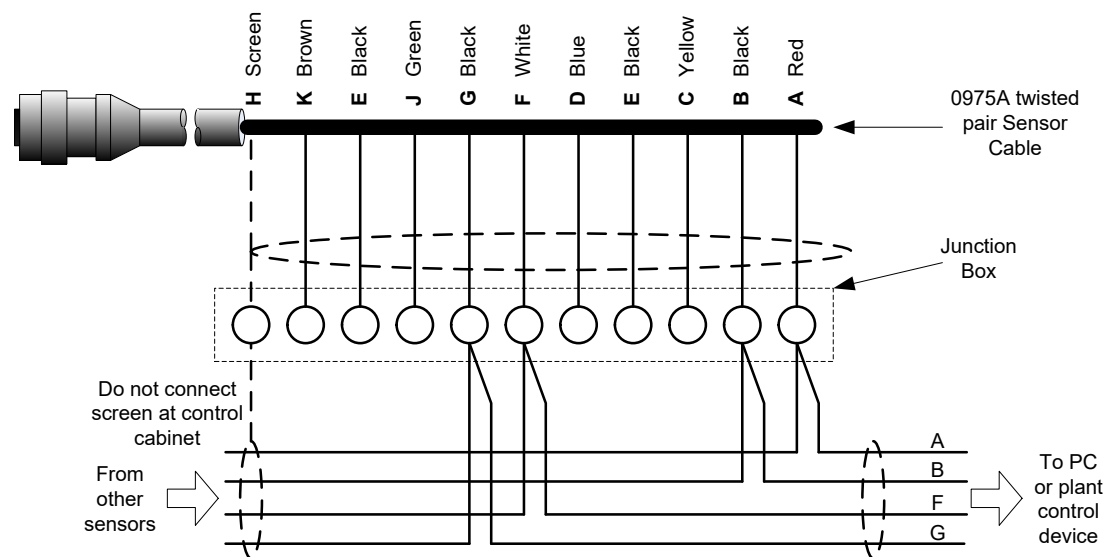 H Screen
K Brown
E Black
J Green
G Black
F White
D Blue
E Black
C Yellow
B Black
A Red
0975A twisted
pair Sensor
Cable
Junction
Box
Do not connect
screen at control
cabinet
From
other
sensors
A
B
F
G
To PC
or plant
control
device